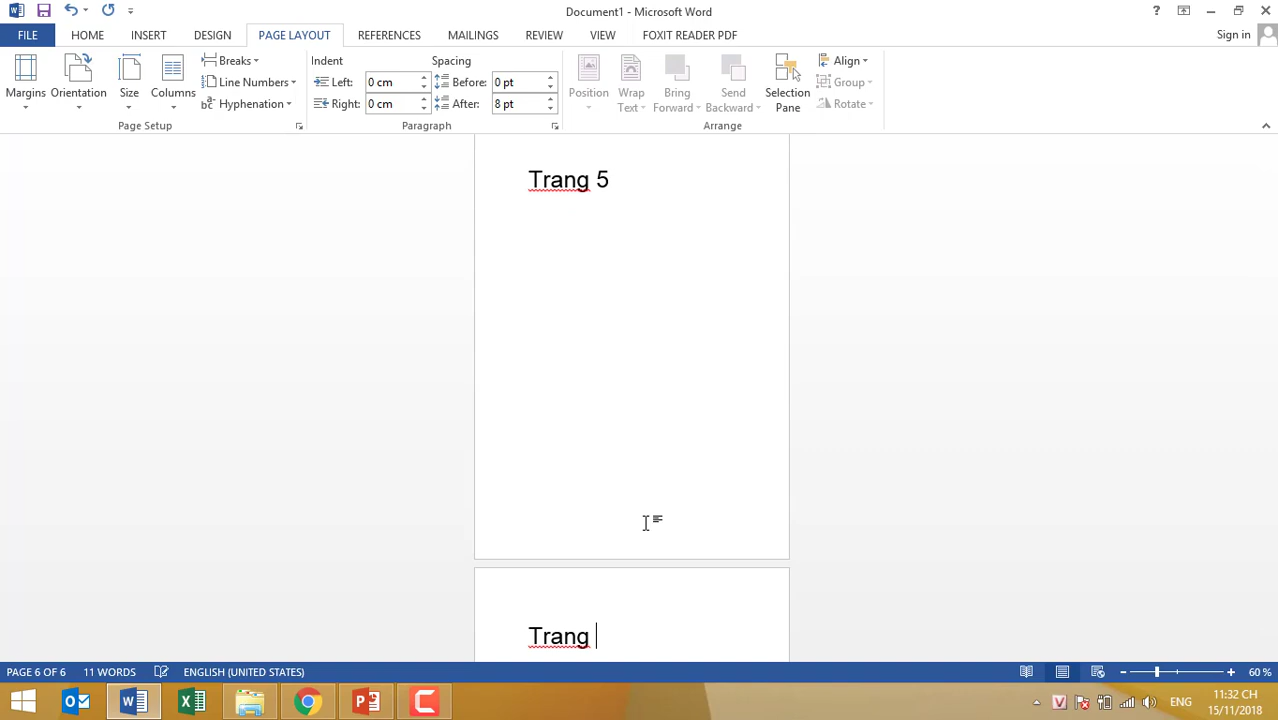 Document1 - Microsoft Word
Sign in
FILE HOME INSERT DESIGN PAGE LAYOUT REFERENCES MAILINGS REVIEW VIEW FOXIT READER PDF
Margins
Orientation
Size
Columns
Breaks
Line Numbers
Hyphenation
Page Setup
Indent
Left: 0 cm
Right: 0 cm
Spacing
Before: 0 pt
After: 8 pt
Paragraph
Position
Wrap Text
Bring Forward
Send Backward
Selection Pane
Align
Group
Rotate
Arrange
Trang 5
Trang
PAGE 6 OF 6 11 WORDS ENGLISH (UNITED STATES) 60 %
ENG
11:32 CH
15/11/2018